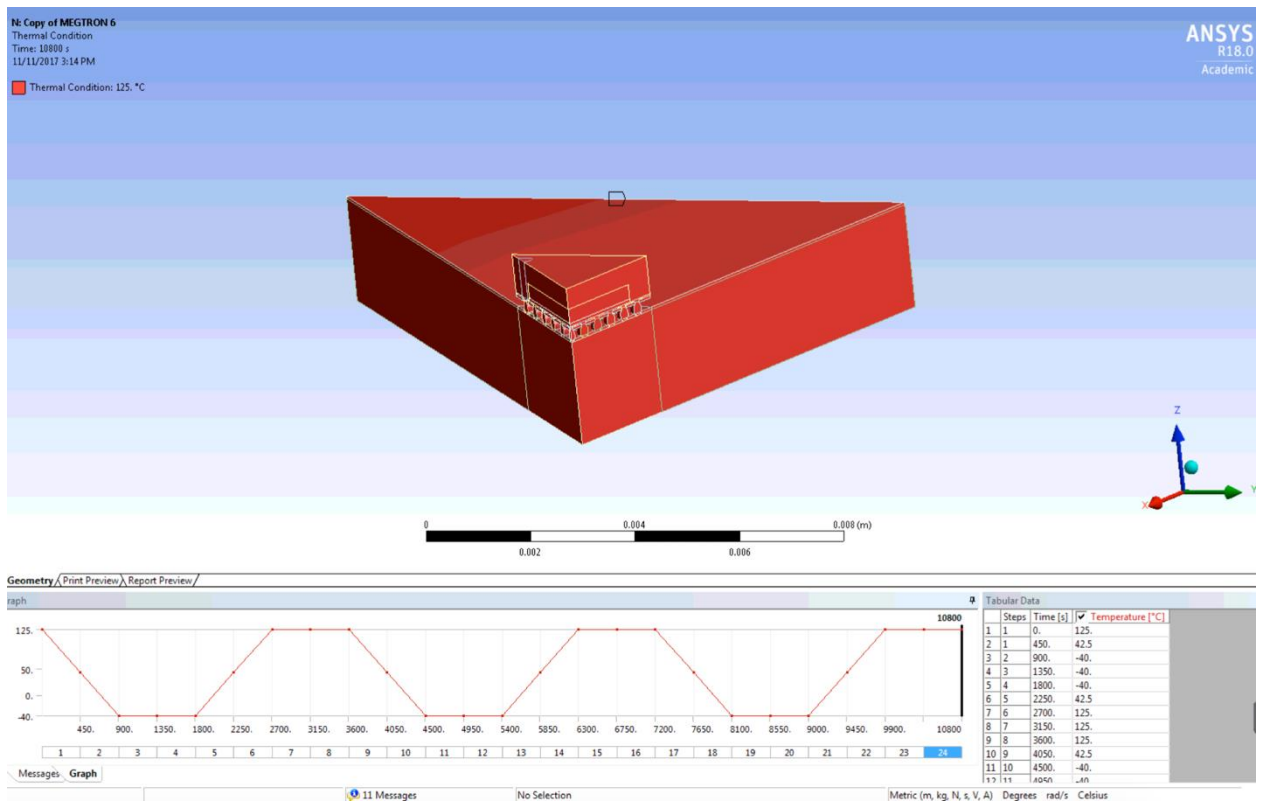 N: Copy of MEGTRON 6
Thermal Condition
Time: 10800 s
11/11/2017 3:14 PM
Thermal Condition: 125. °C
ANSYS
R18.0
Academic
Z
Y
X
0 0.004 0.008 (m)
0.002 0.006
Geometry Print Preview Report Preview
raph
10800
125.
50.
0.
-40.
450. 900. 1350. 1800. 2250. 2700. 3150. 3600. 4050. 4500. 4950. 5400. 5850. 6300. 6750. 7200. 7650. 8100. 8550. 9000. 9450. 9900. 10800
1 2 3 4 5 6 7 8 9 10 11 12 13 14 15 16 17 18 19 20 21 22 23 24
Messages Graph
Tabular Data
Steps Time [s] Temperature [°C]
1 1 0. 125.
2 1 450. 42.5
3 2 900. -40.
4 3 1350. -40.
5 4 1800. -40.
6 5 2250. 42.5
7 6 2700. 125.
8 7 3150. 125.
9 8 3600. 125.
10 9 4050. 42.5
11 10 4500. -40.
12 11 4950. -40.
11 Messages No Selection Metric (m, kg, N, s, V, A) Degrees rad/s Celsius